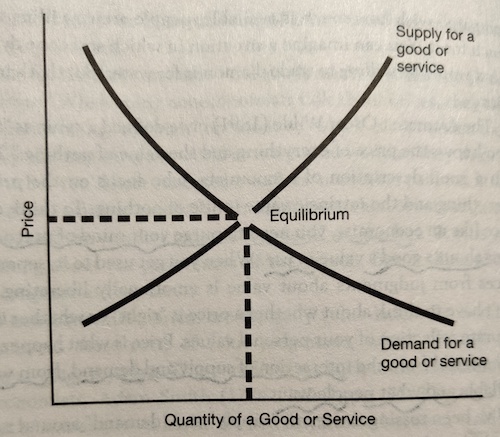 Supply for a
good or
service
Price
Equilibrium
Demand for a
good or service
Quantity of a Good or Service